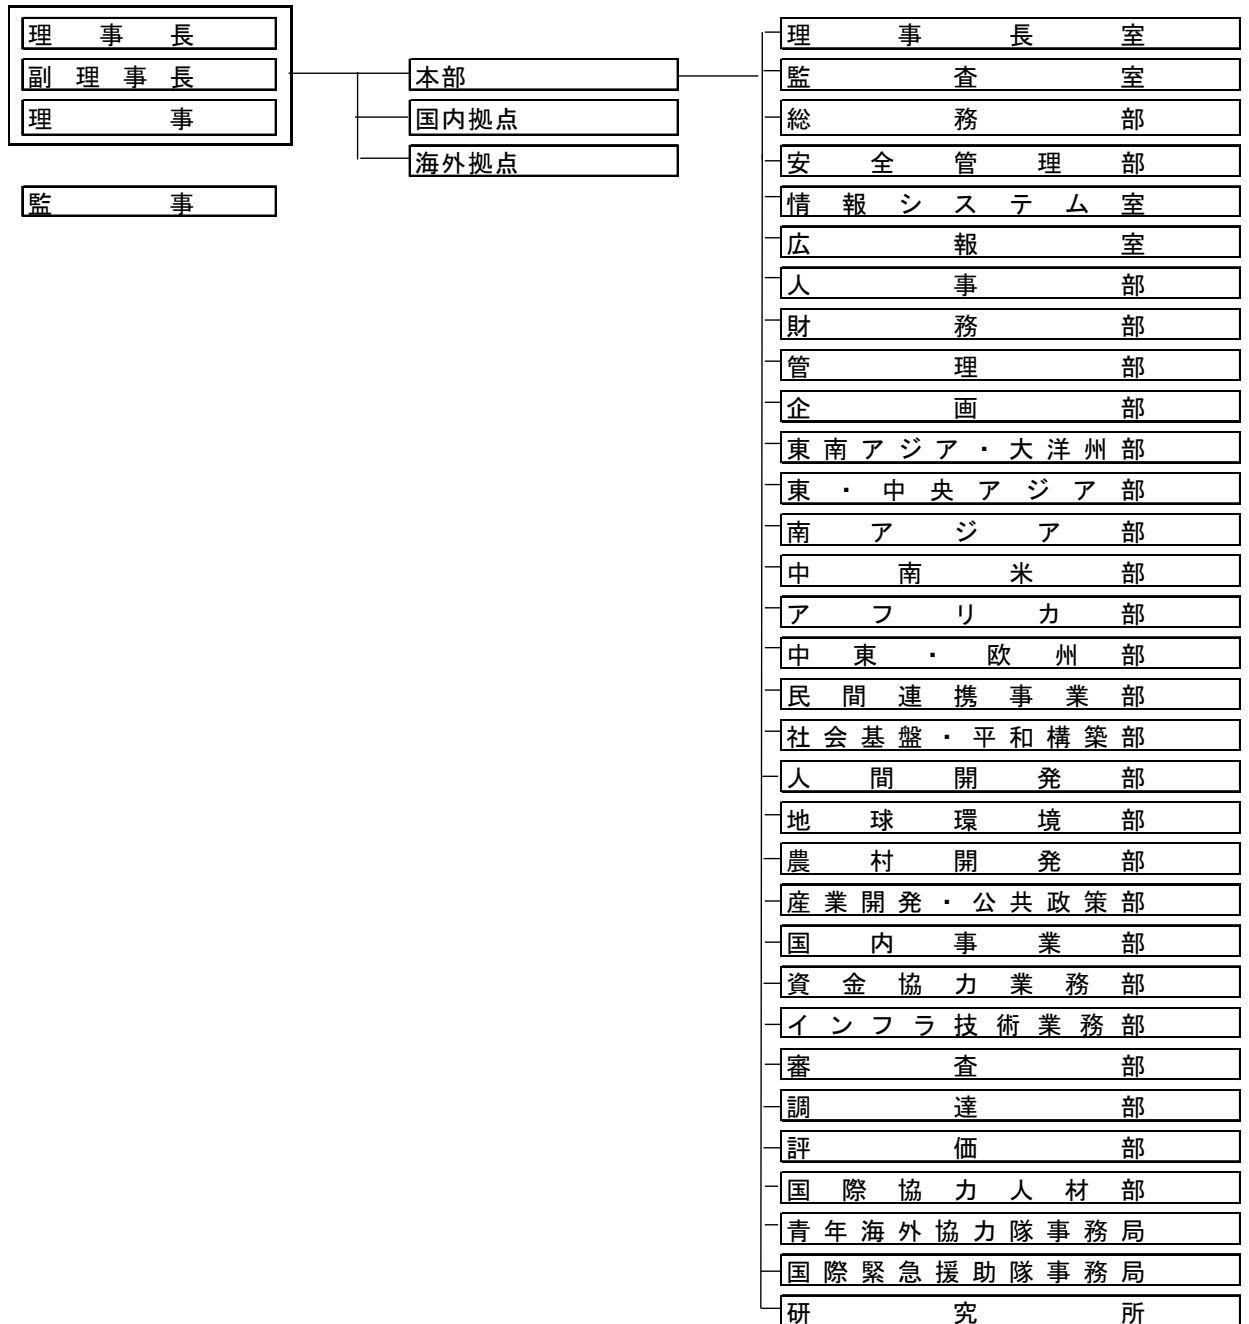 理事長
副理事長
理事
監事
本部
国内拠点
海外拠点
理事長室
監査室
総務部
安全管理部
情報システム室
広報室
人事部
財務部
管理部
企画部
東南アジア・大洋州部
東・中央アジア部
南アジア部
中南米部
アフリカ部
中東・欧州部
民間連携事業部
社会基盤・平和構築部
人間開発部
地球環境部
農村開発部
産業開発・公共政策部
国内事業部
資金協力業務部
インフラ技術業務部
審査部
調達部
評価部
国際協力人材部
青年海外協力隊事務局
国際緊急援助隊事務局
研究所